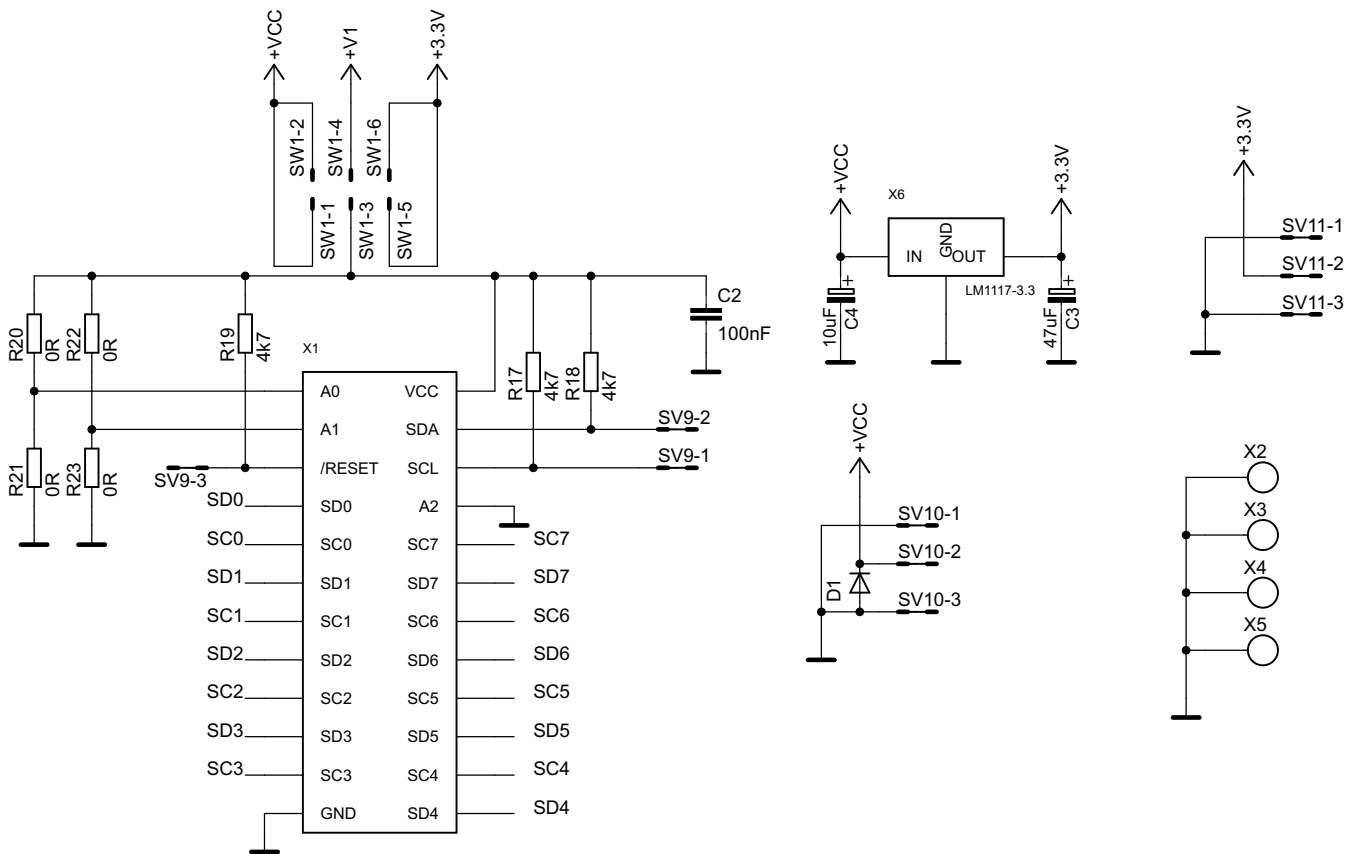 +VCC
+V1
+3.3V
SW1-2
SW1-4
SW1-6
SW1-1
SW1-3
SW1-5
R20
0R
R22
0R
R19
4k7
X1
R17
4k7
R18
4k7
C2
100nF
R21
0R
R23
0R
SV9-3
SV9-2
SV9-1
A0
A1
/RESET
SD0
SC0
SD1
SC1
SD2
SC2
SD3
SC3
GND
VCC
SDA
SCL
A2
SC7
SD7
SC6
SD6
SC5
SD5
SC4
SD4
SD0
SC0
SD1
SC1
SD2
SC2
SD3
SC3
SC7
SD7
SC6
SD6
SC5
SD5
SC4
SD4
+VCC
X6
GND
IN
OUT
LM1117-3.3
+3.3V
+
10uF
C4
+
47uF
C3
+VCC
SV10-1
SV10-2
D1
SV10-3
+3.3V
SV11-1
SV11-2
SV11-3
X2
X3
X4
X5